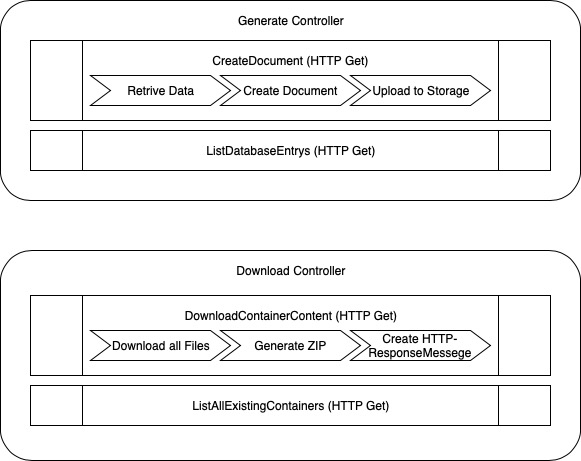 Generate Controller
CreateDocument (HTTP Get)
Retrive Data
Create Document
Upload to Storage
ListDatabaseEntrys (HTTP Get)
Download Controller
DownloadContainerContent (HTTP Get)
Download all Files
Generate ZIP
Create HTTP-
ResponseMessege
ListAllExistingContainers (HTTP Get)